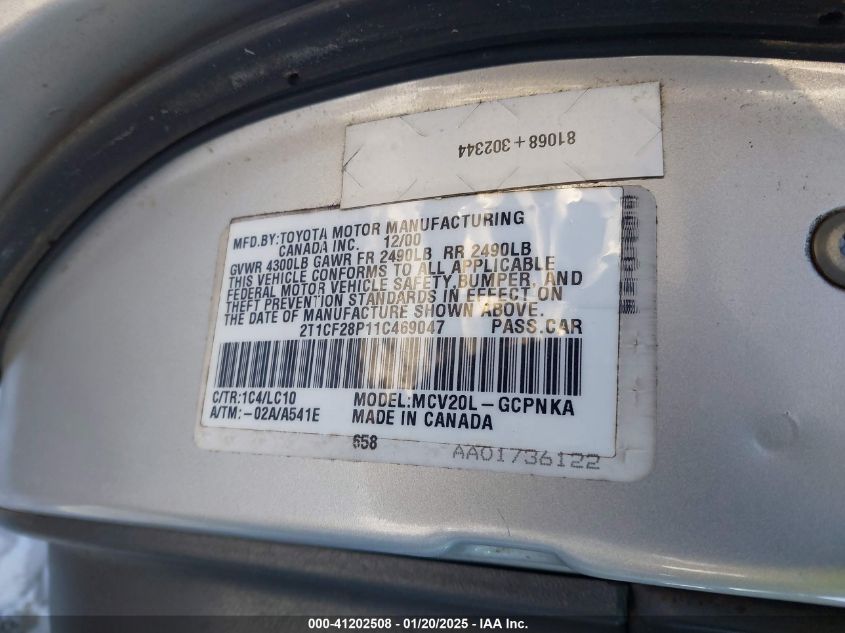 81068 + 302344
MFD.BY:TOYOTA MOTOR MANUFACTURING
CANADA INC. 12/00
GVWR 4300LB GAWR FR 2490LB RR 2490LB
THIS VEHICLE CONFORMS TO ALL APPLICABLE
FEDERAL MOTOR VEHICLE SAFETY, BUMPER, AND
THEFT PREVENTION STANDARDS IN EFFECT ON
THE DATE OF MANUFACTURE SHOWN ABOVE.
2T1CF28P11C469047 PASS.CAR
C/TR:1C4/LC10 MODEL:MCV20L-GCPNKA
A/TM:-02A/A541E MADE IN CANADA
658 AA01736122
000-41202508 - 01/20/2025 - IAA Inc.